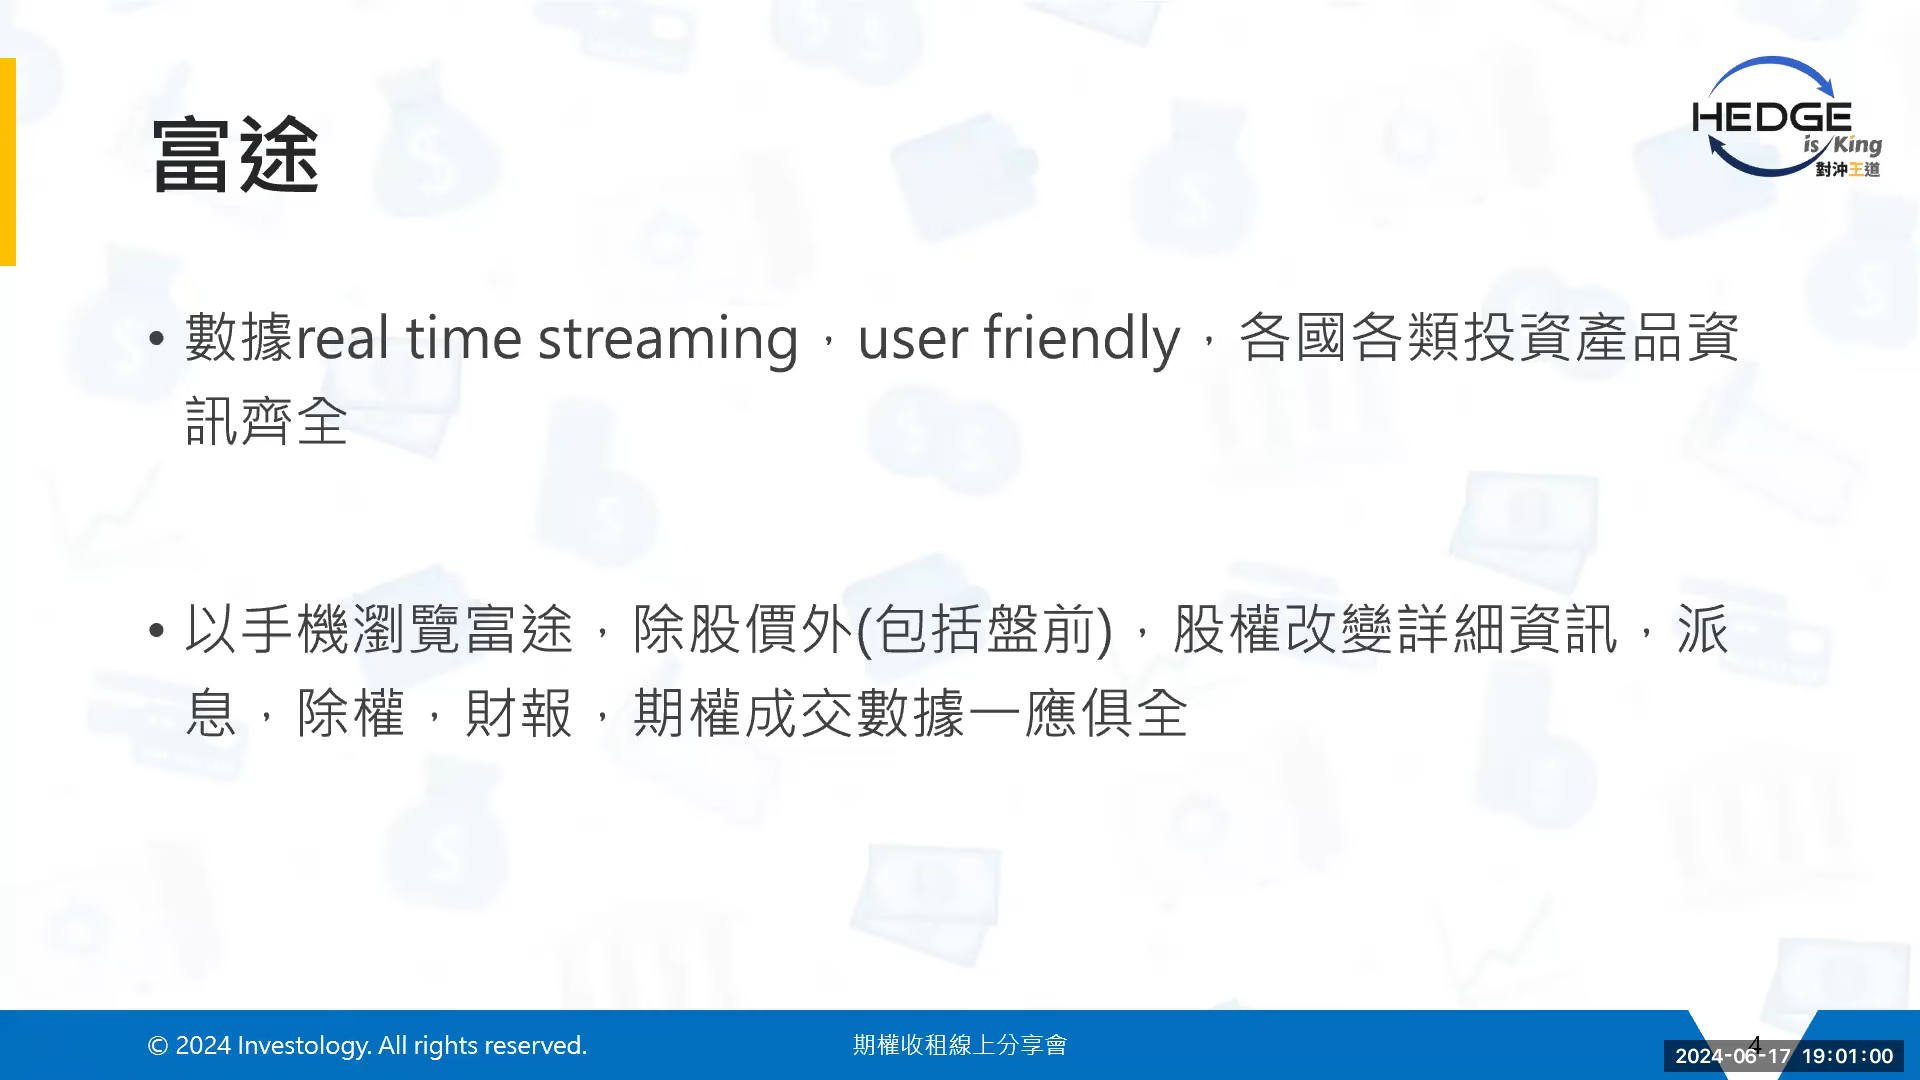 富途
HEDGE
is King
對沖王道
• 數據real time streaming，user friendly，各國各類投資產品資
訊齊全
• 以手機瀏覽富途，除股價外(包括盤前)，股權改變詳細資訊，派
息，除權，財報，期權成交數據一應俱全
© 2024 Investology. All rights reserved.
期權收租線上分享會
4
2024-06-17 19:01:00